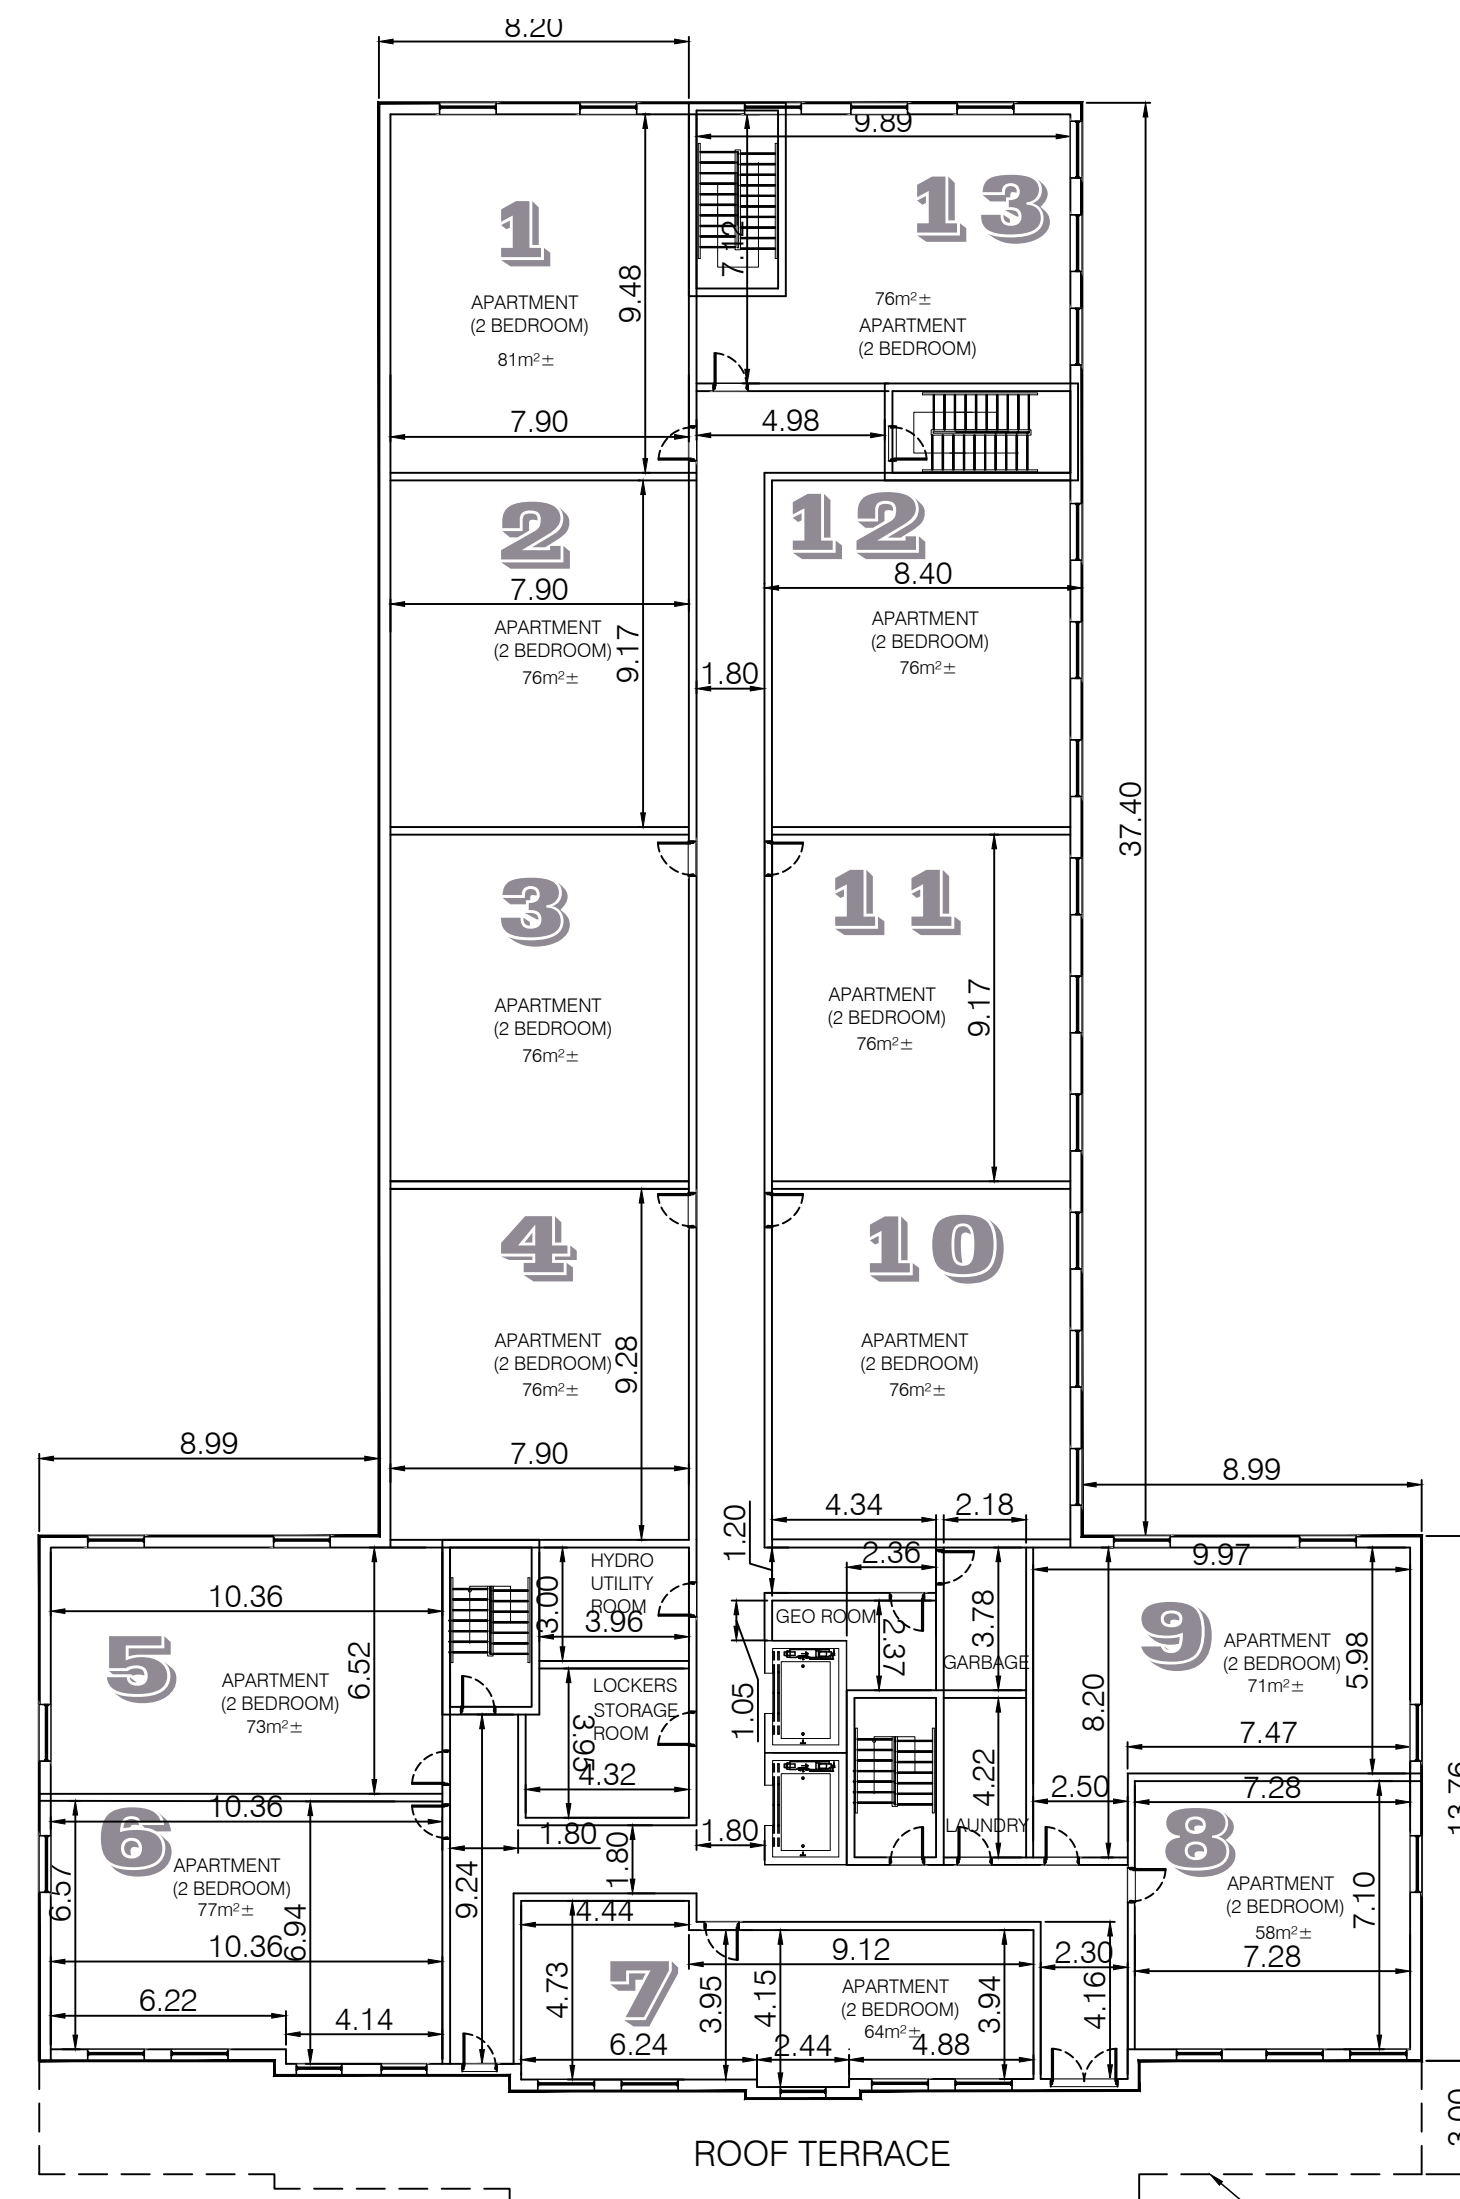 8.20
9.89
1
13
7.12
9.48
APARTMENT
(2 BEDROOM)
81m²±
76m²±
APARTMENT
(2 BEDROOM)
7.90
4.98
2
12
7.90
8.40
APARTMENT
(2 BEDROOM)
76m²±
9.17
APARTMENT
(2 BEDROOM)
76m²±
1.80
37.40
3
11
APARTMENT
(2 BEDROOM)
76m²±
APARTMENT
(2 BEDROOM)
76m²±
9.17
4
10
APARTMENT
(2 BEDROOM)
76m²±
9.28
APARTMENT
(2 BEDROOM)
76m²±
8.99
7.90
8.99
1.20
4.34
2.18
2.36
9.97
10.36
HYDRO
UTILITY
ROOM
3.00
3.96
GEO ROOM
2.37
3.78
GARBAGE
5
APARTMENT
(2 BEDROOM)
73m²±
6.52
LOCKERS
STORAGE
ROOM
3.95
4.32
1.05
8.20
9
APARTMENT
(2 BEDROOM)
71m²±
5.98
7.47
4.22
2.50
7.28
13.76
10.36
6
1.80
1.80
1.80
LAUNDRY
8
APARTMENT
(2 BEDROOM)
77m²±
6.57
6.94
9.24
APARTMENT
(2 BEDROOM)
58m²±
7.10
7.28
10.36
4.44
9.12
2.30
7
4.73
3.95
4.15
APARTMENT
(2 BEDROOM)
64m²±
3.94
4.16
6.22
4.14
6.24
2.44
4.88
3.00
ROOF TERRACE